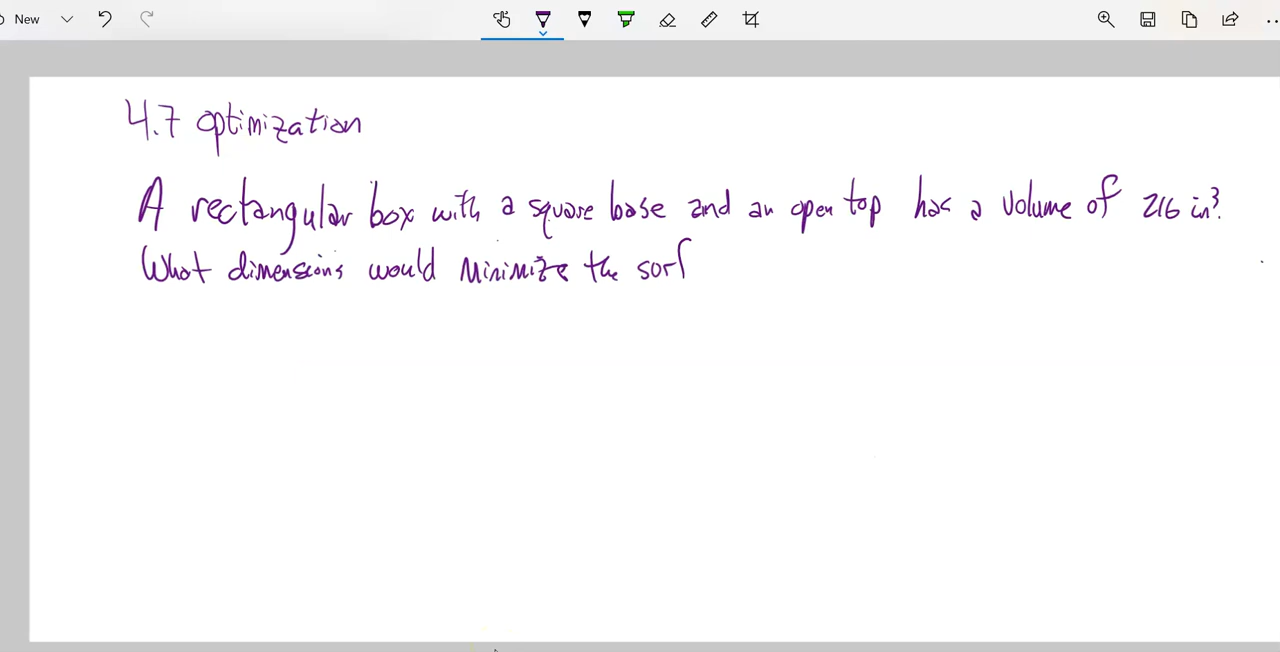 New
4.7 optimization
A rectangular box with a square base and an open top has a volume of 216 in³.
What dimensions would minimize the surf